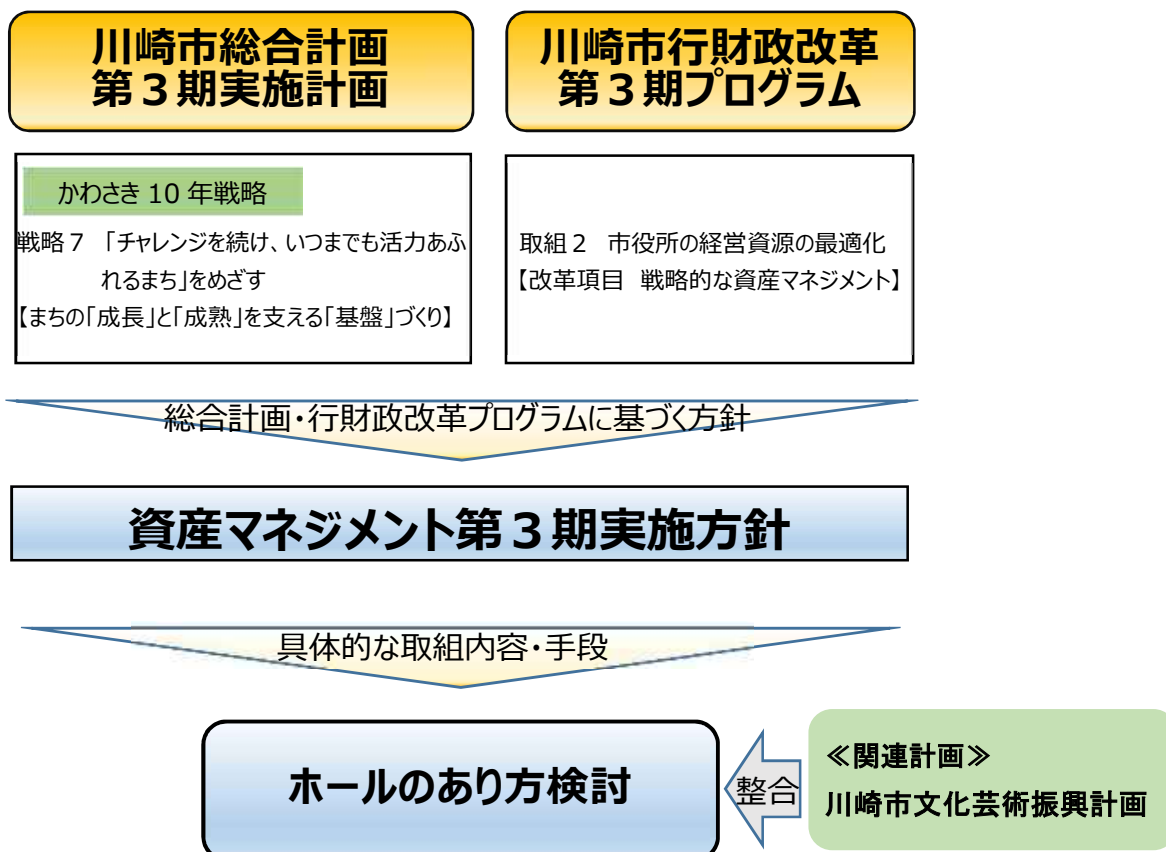 川崎市総合計画
第３期実施計画
川崎市行財政改革
第３期プログラム
かわさき 10 年戦略
戦略７ 「チャレンジを続け、いつまでも活力あふ
れるまち」をめざす
【まちの「成長」と「成熟」を支える「基盤」づくり】
取組２ 市役所の経営資源の最適化
【改革項目 戦略的な資産マネジメント】
総合計画・行財政改革プログラムに基づく方針
資産マネジメント第３期実施方針
具体的な取組内容・手段
ホールのあり方検討
整合
≪関連計画≫
川崎市文化芸術振興計画